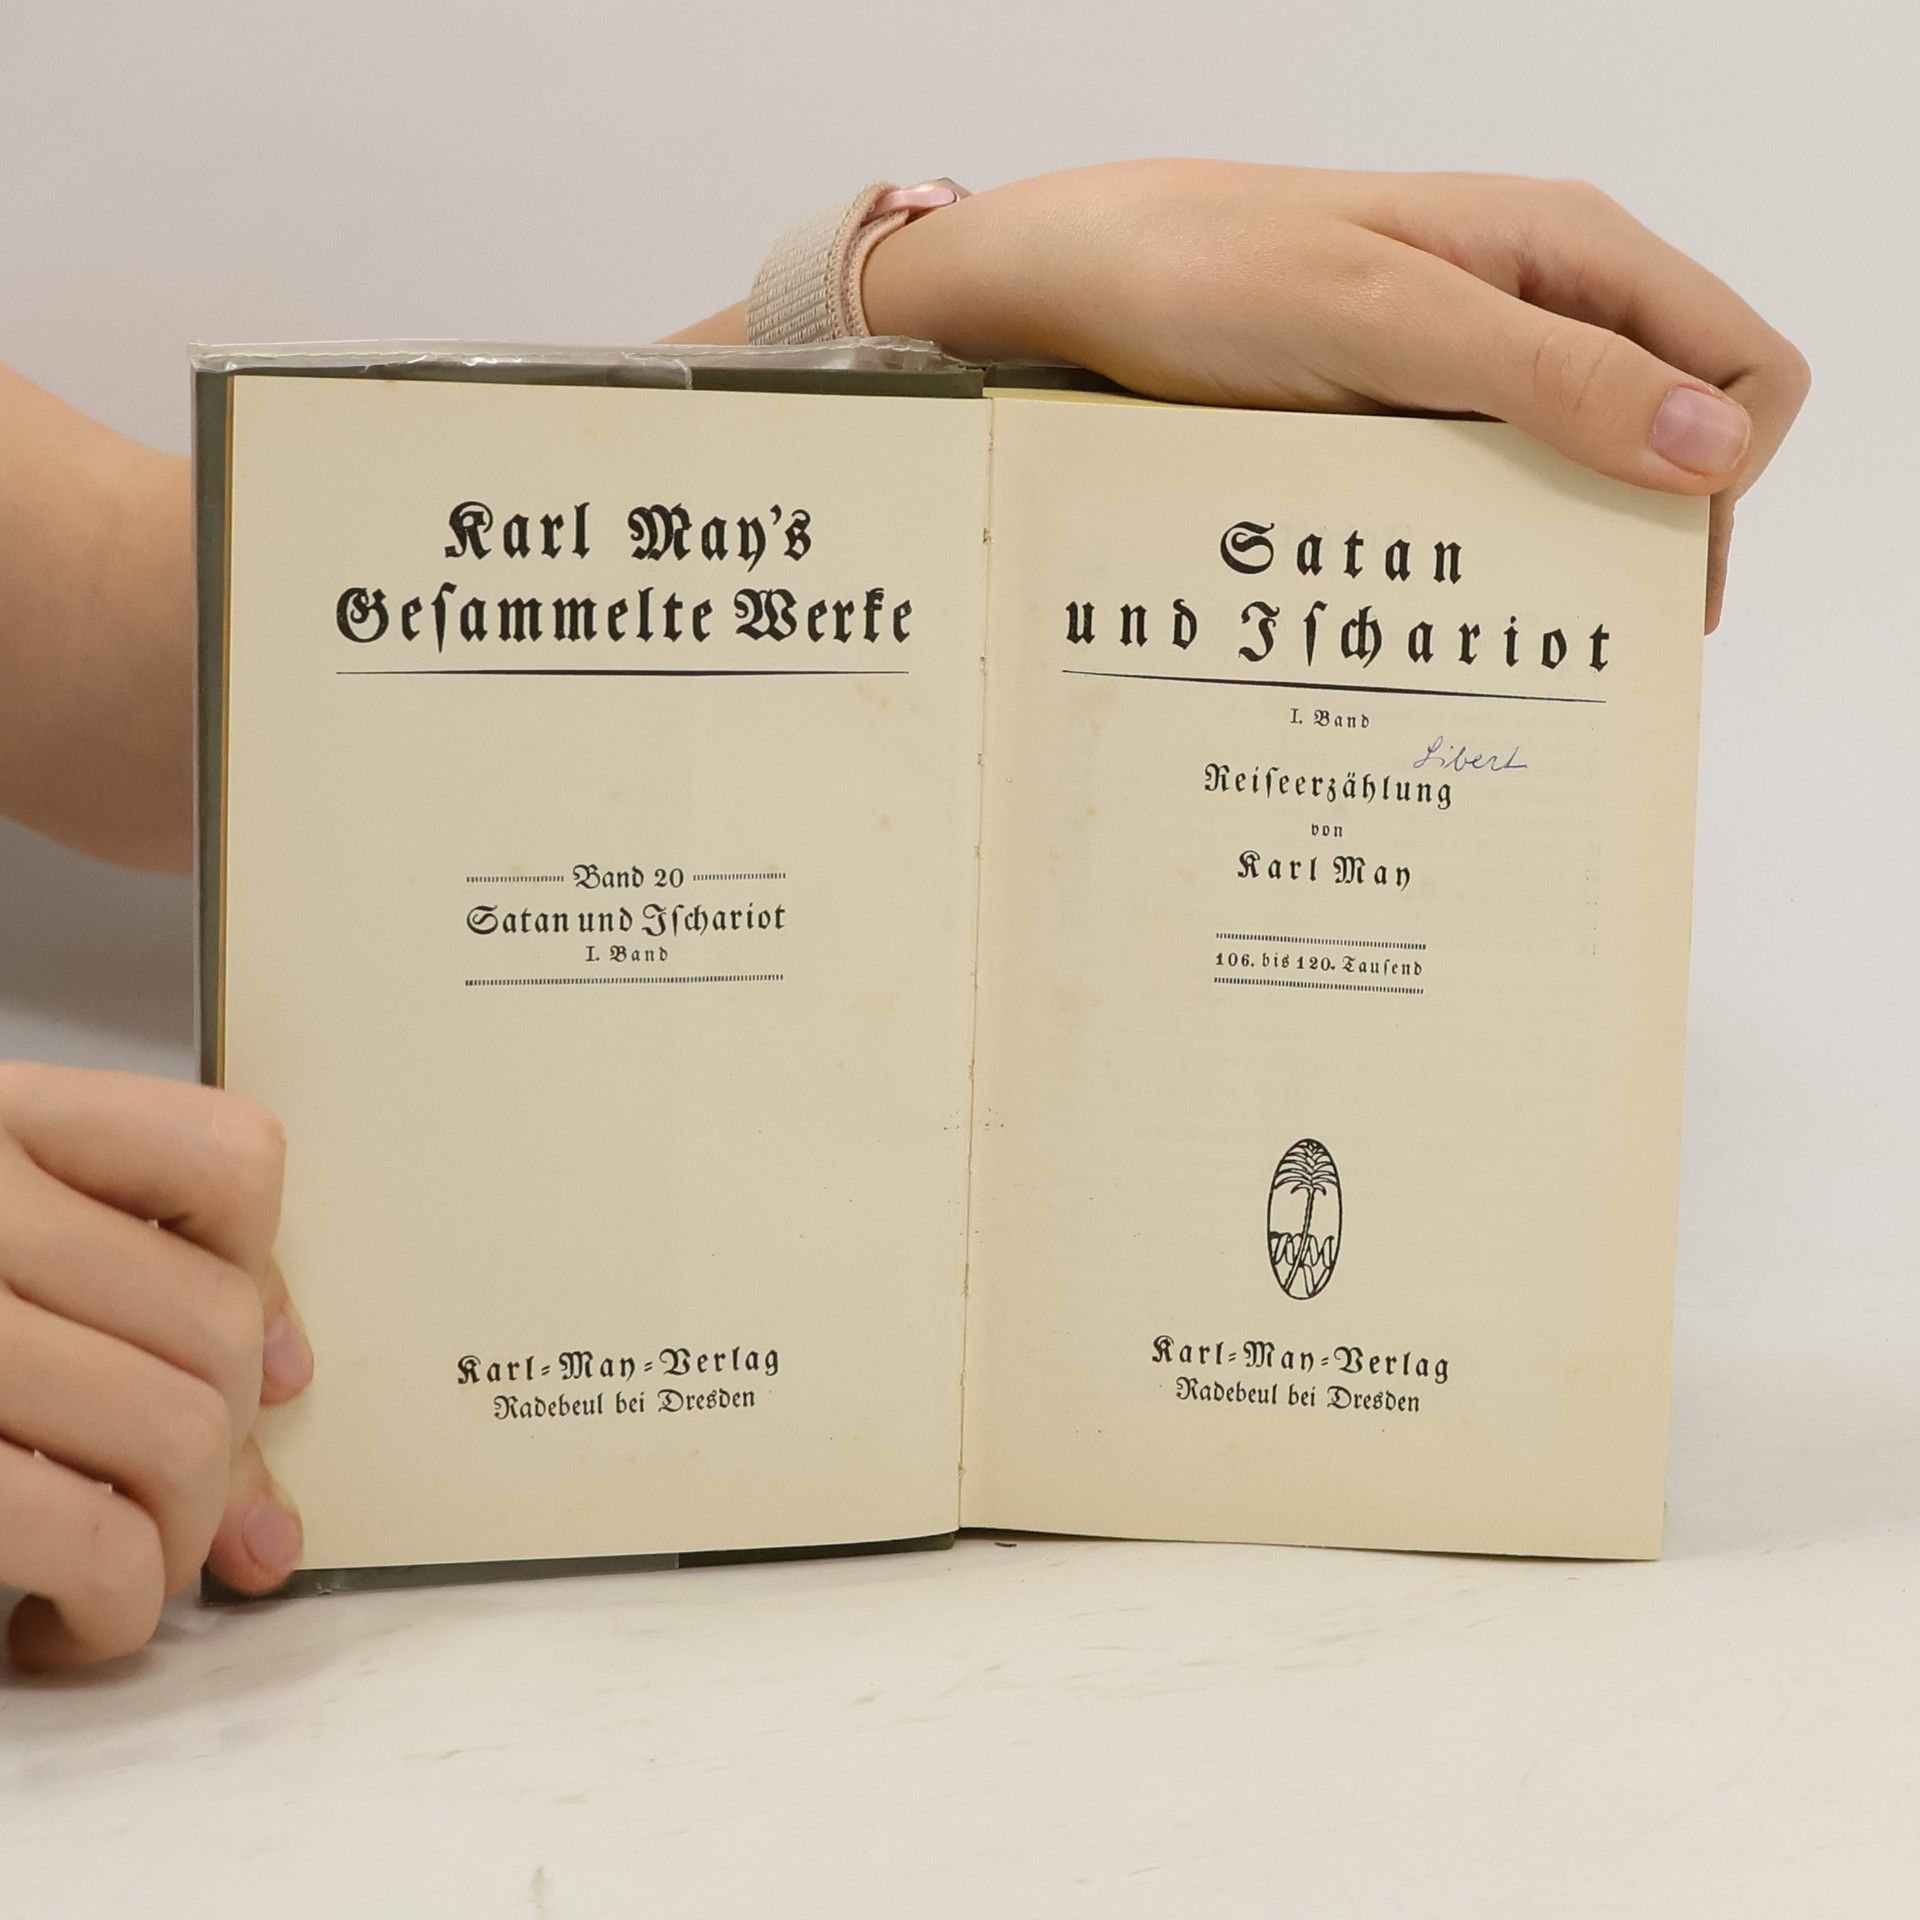 Karl May's
Geſammelte Werke
Band 20
Satan und Iſchariot
I. Band
Karl-May-Verlag
Radebeul bei Dresden
Satan
und Iſchariot
I. Band
Libert
Reiſeerzählung
von
Karl May
106. bis 120. Tauſend
Karl-May-Verlag
Radebeul bei Dresden